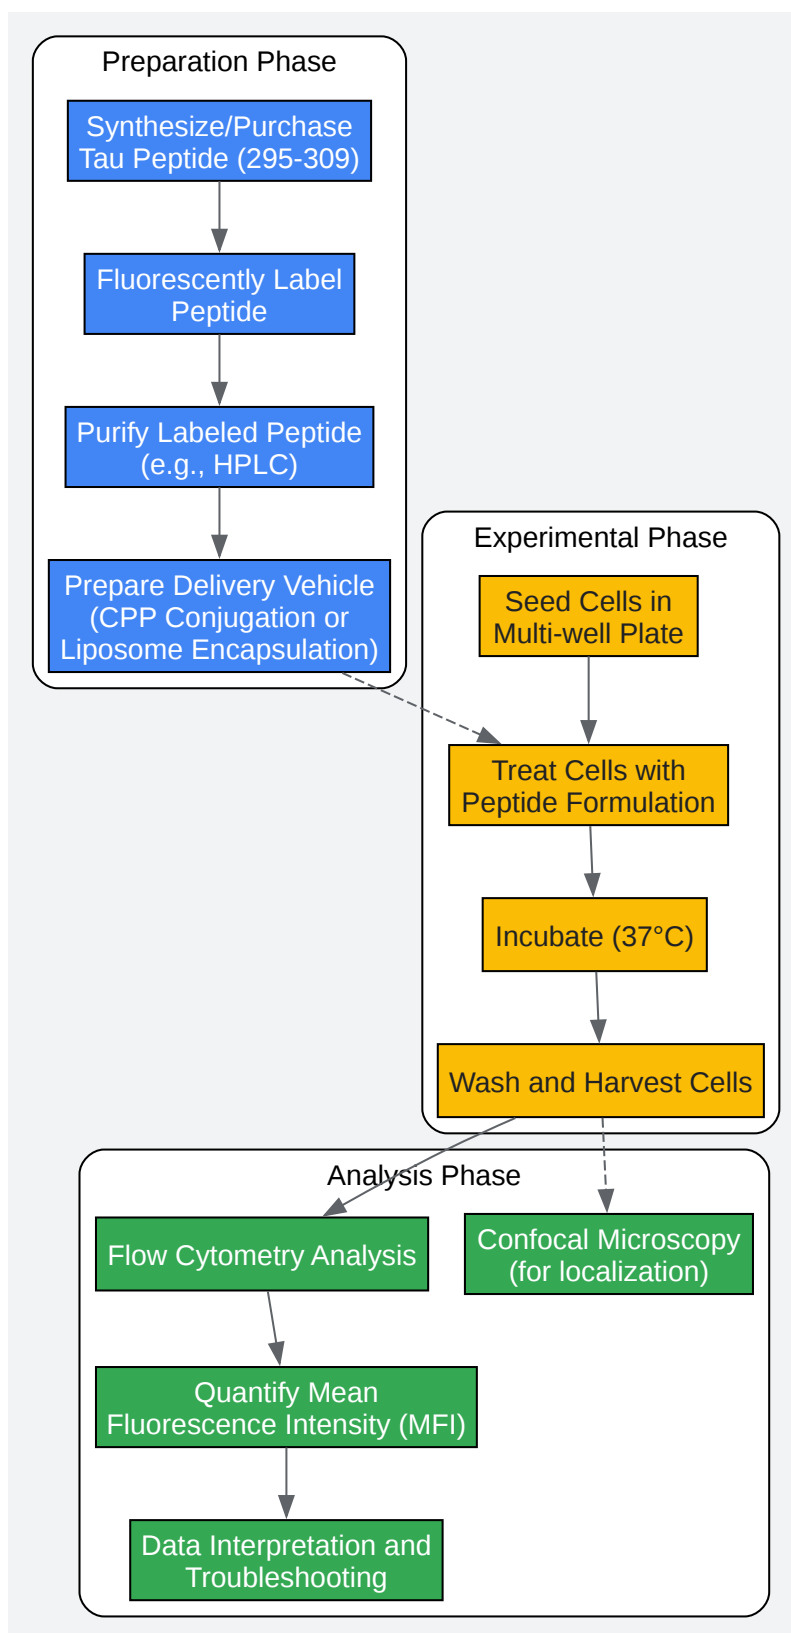 Preparation Phase
Synthesize/Purchase
Tau Peptide (295-309)
Fluorescently Label
Peptide
Purify Labeled Peptide
(e.g., HPLC)
Prepare Delivery Vehicle
(CPP Conjugation or
Liposome Encapsulation)
Experimental Phase
Seed Cells in
Multi-well Plate
Treat Cells with
Peptide Formulation
Incubate (37°C)
Wash and Harvest Cells
Analysis Phase
Flow Cytometry Analysis
Confocal Microscopy
(for localization)
Quantify Mean
Fluorescence Intensity (MFI)
Data Interpretation and
Troubleshooting